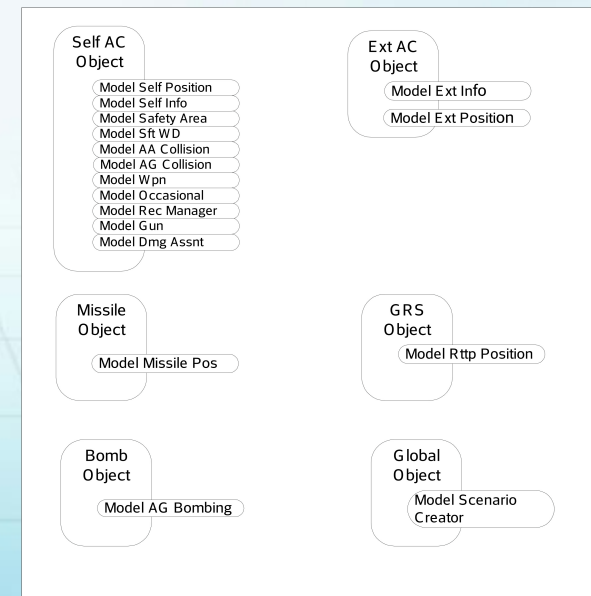 Self AC
Object
Model Self Position
Model Self Info
Model Safety Area
Model Sft WD
Model AA Collision
Model AG Collision
Model Wpn
Model Occasional
Model Rec Manager
Model Gun
Model Dmg Assnt
Ext AC
Object
Model Ext Info
Model Ext Position
Missile
Object
Model Missile Pos
GRS
Object
Model Rttp Position
Bomb
Object
Model AG Bombing
Global
Object
Model Scenario
Creator